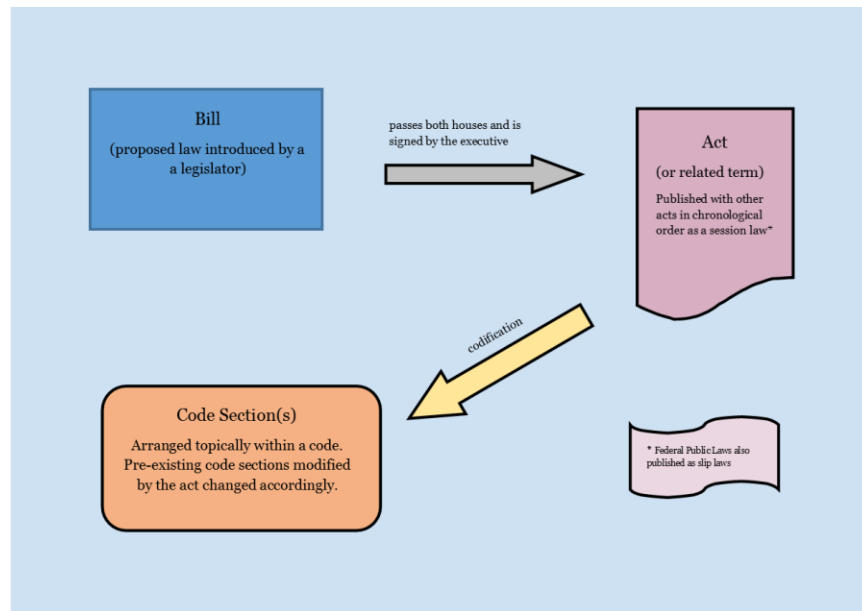 Bill
(proposed law introduced by a
a legislator)
passes both houses and is
signed by the executive
Act
(or related term)
Published with other
acts in chronological
order as a session law*
codification
Code Section(s)
Arranged topically within a code.
Pre-existing code sections modified
by the act changed accordingly.
* Federal Public Laws also
published as slip laws